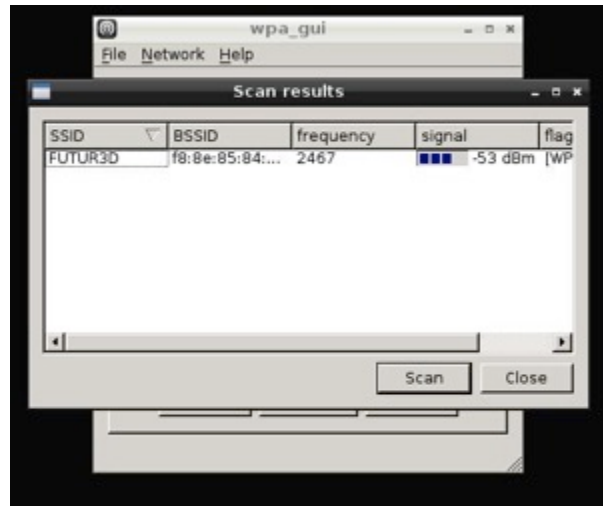 wpa_gui
File Network Help
Scan results
SSID BSSID frequency signal flag
FUTUR3D f8:8e:85:84:... 2467 -53 dBm [WP
Scan Close